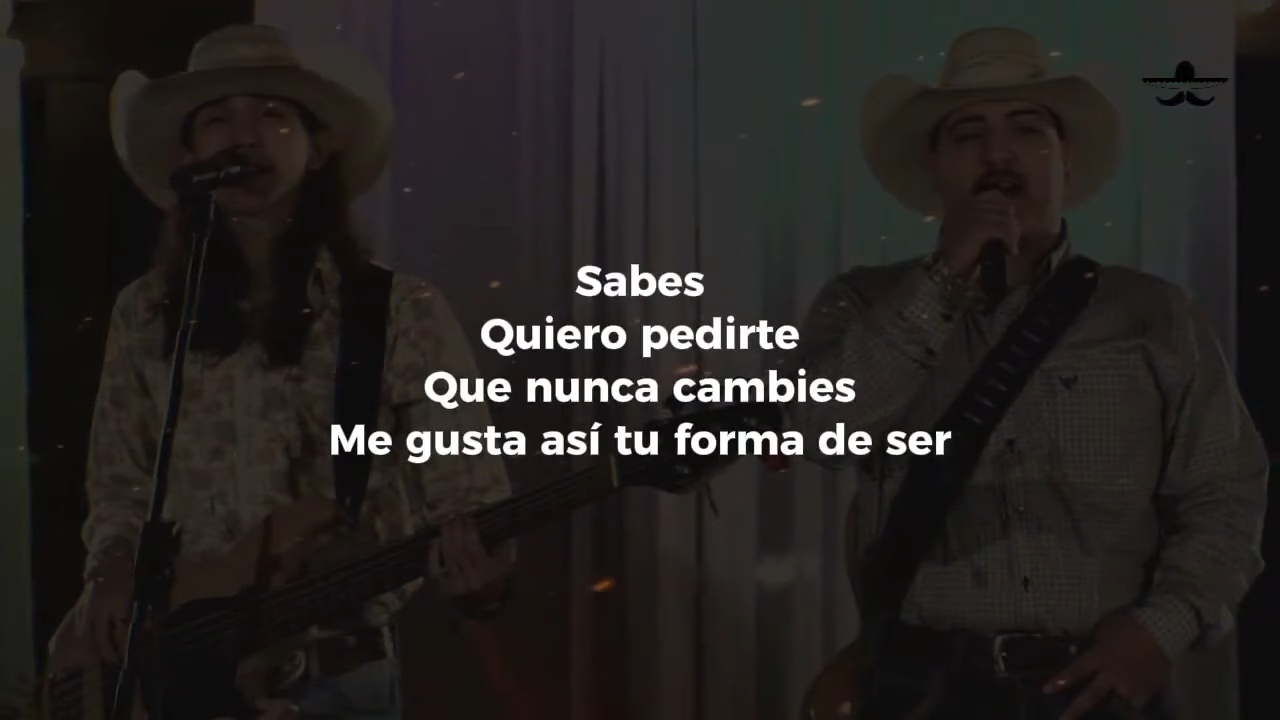 Sabes
Quiero pedirte
Que nunca cambies
Me gusta así tu forma de ser